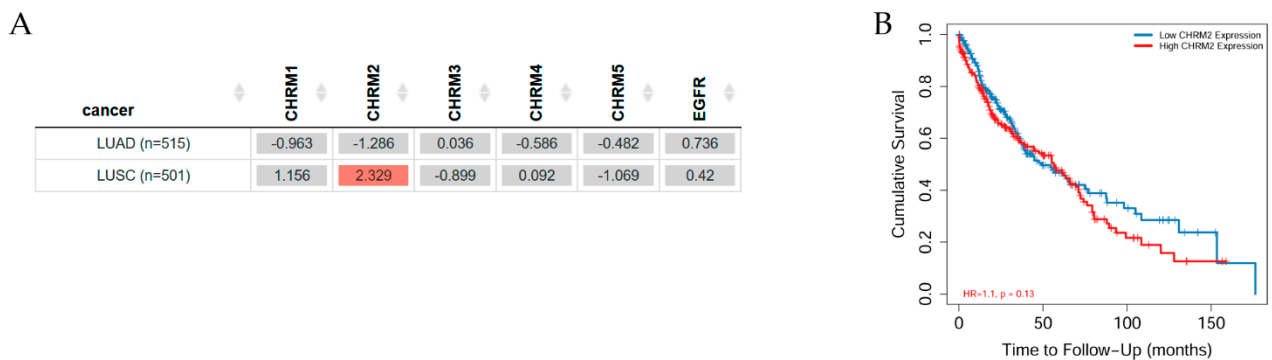 A
cancer CHRM1 CHRM2 CHRM3 CHRM4 CHRM5 EGFR
LUAD (n=515) -0.963 -1.286 0.036 -0.586 -0.482 0.736
LUSC (n=501) 1.156 2.329 -0.899 0.092 -1.069 0.42
B
Low CHRM2 Expression
High CHRM2 Expression
Cumulative Survival
1.0
0.8
0.6
0.4
0.2
0.0
HR=1.1, p = 0.13
0 50 100 150
Time to Follow-Up (months)